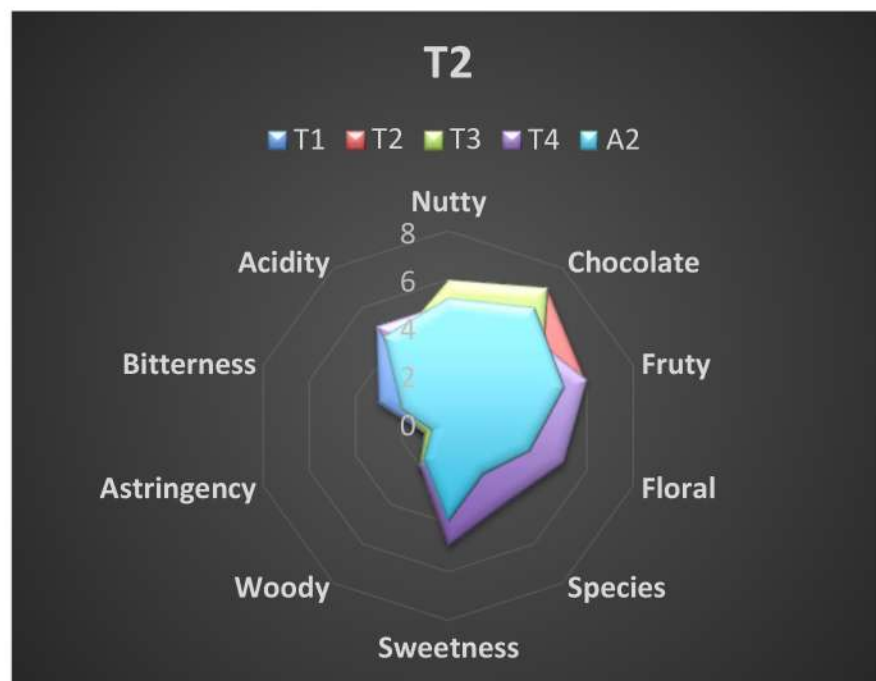 T2
T1 T2 T3 T4 A2
Nutty
8
Acidity Chocolate
6
4
Bitterness Fruty
2
0
Astringency Floral
Woody Species
Sweetness